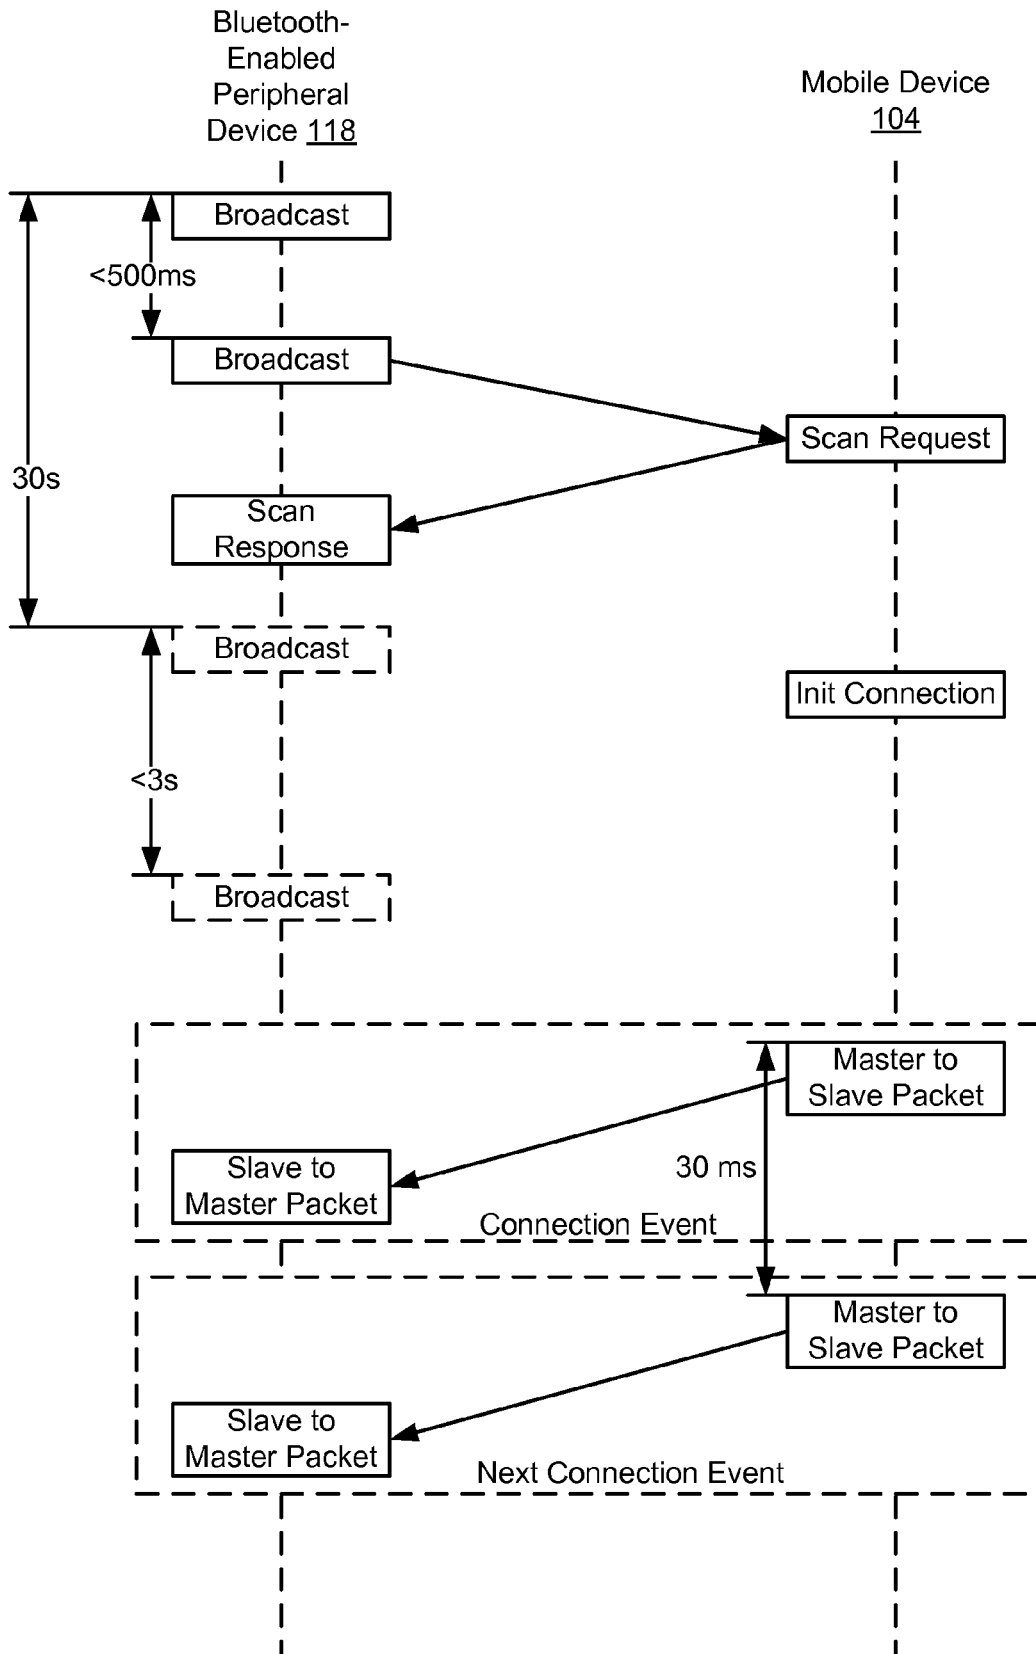 Bluetooth-
Enabled
Peripheral
Device 118
Mobile Device
104
Broadcast
<500ms
Broadcast
Scan Request
30s
Scan
Response
Broadcast
Init Connection
<3s
Broadcast
Master to
Slave Packet
30 ms
Slave to
Master Packet
Connection Event
Master to
Slave Packet
Slave to
Master Packet
Next Connection Event